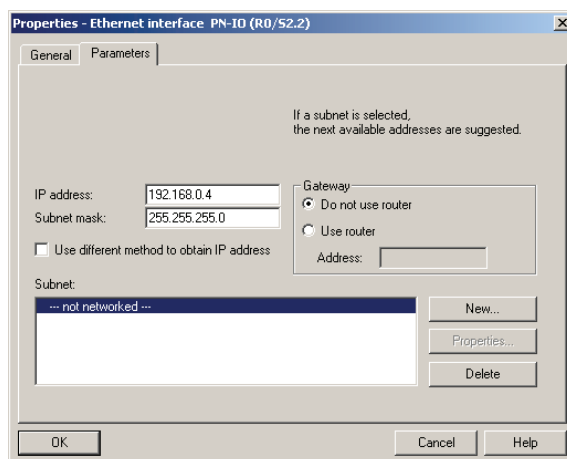 Properties - Ethernet interface PN-IO (R0/S2.2)
General
Parameters
If a subnet is selected,
the next available addresses are suggested.
IP address:
192.168.0.4
Subnet mask:
255.255.255.0
Use different method to obtain IP address
Gateway
Do not use router
Use router
Address:
Subnet:
--- not networked ---
New...
Properties...
Delete
OK
Cancel
Help